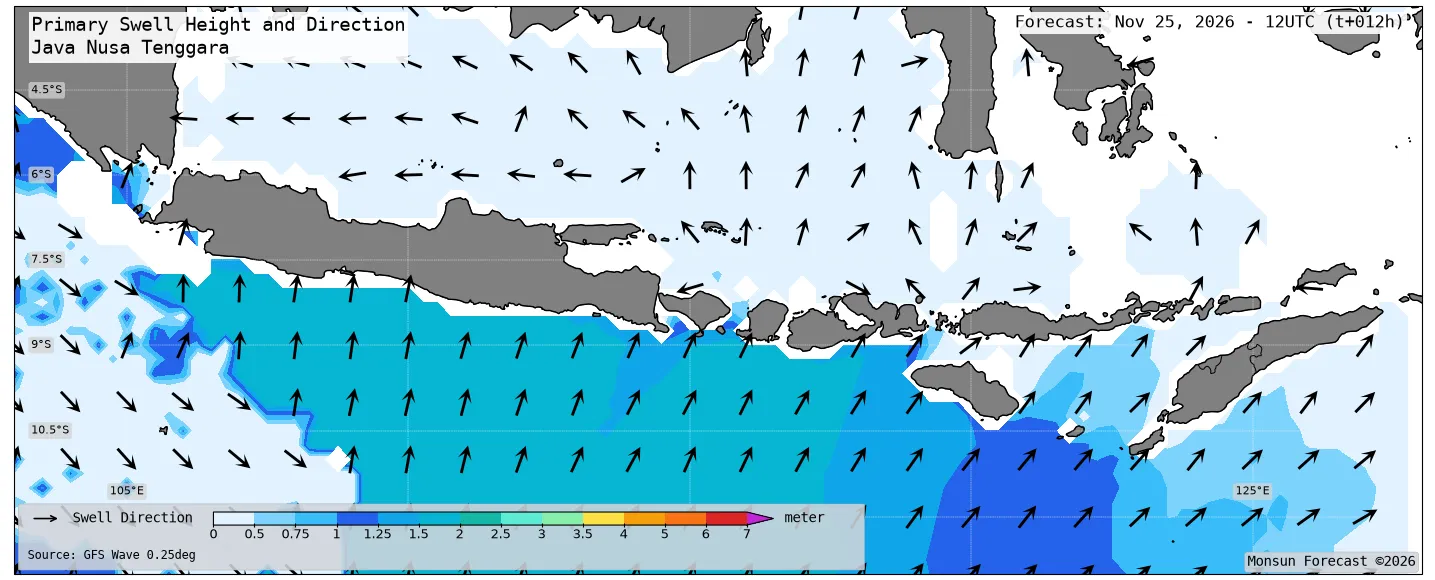 Primary Swell Height and Direction
Java Nusa Tenggara
Forecast: Nov 25, 2026 - 12UTC (t+012h)
4.5°S
6°S
7.5°S
9°S
10.5°S
105°E
125°E
Swell Direction
0 0.5 0.75 1 1.25 1.5 2 2.5 3 3.5 4 5 6 7
meter
Source: GFS Wave 0.25deg
Monsun Forecast ©2026